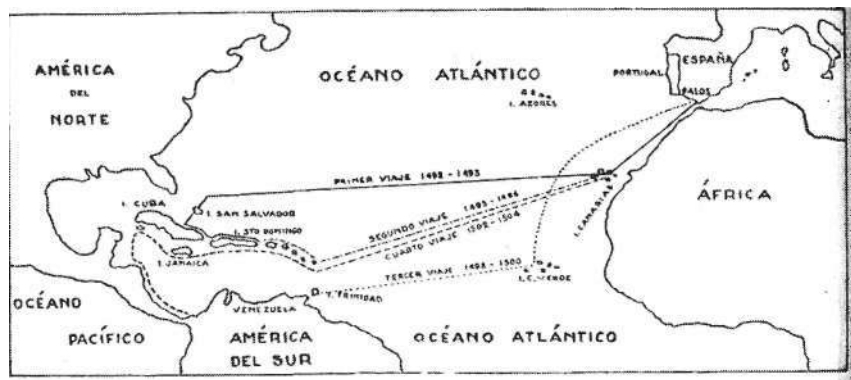 AMÉRICA
DEL
NORTE
OCÉANO ATLÁNTICO
I. AZORES
PORTUGAL
ESPAÑA
PALOS
PRIMER VIAJE 1492 - 1493
I. CANARIAS
ÁFRICA
I. CUBA
I. SAN SALVADOR
I. STO DOMINGO
I. JAMAICA
SEGUNDO VIAJE 1493 - 1496
CUARTO VIAJE 1502 - 1504
TERCER VIAJE 1498 - 1500
I. C. VERDE
I. TRINIDAD
VENEZUELA
OCÉANO
PACÍFICO
AMÉRICA
DEL SUR
OCÉANO ATLÁNTICO